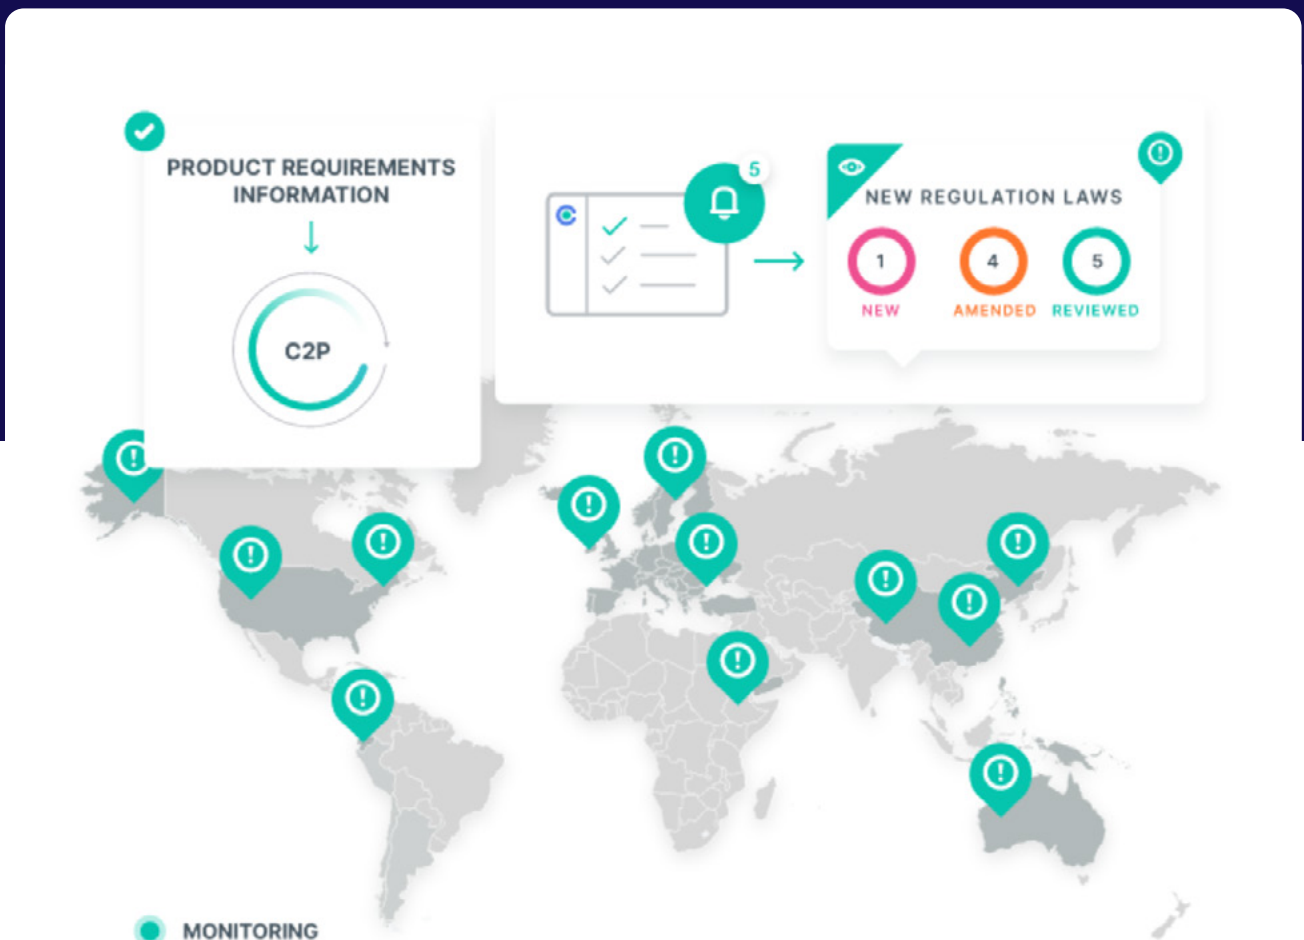 PRODUCT REQUIREMENTS
INFORMATION
C2P
5
NEW REGULATION LAWS
1
4
5
NEW
AMENDED
REVIEWED
MONITORING